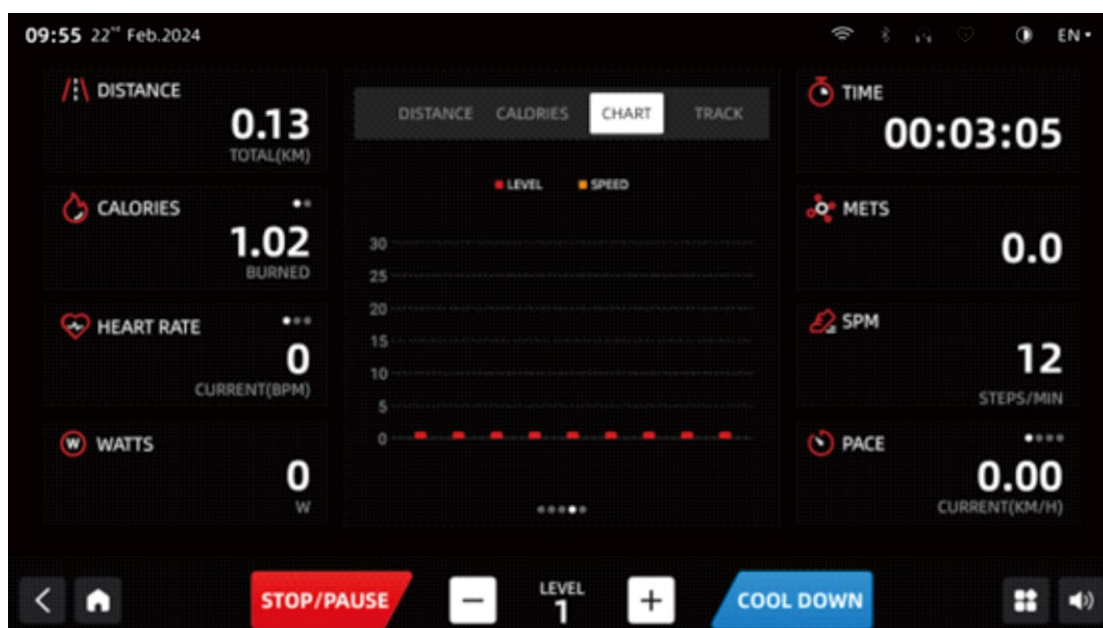 09:55 22nd Feb.2024
EN
DISTANCE
0.13
TOTAL(KM)
CALORIES
1.02
BURNED
HEART RATE
0
CURRENT(BPM)
W WATTS
0
W
DISTANCE CALORIES CHART TRACK
LEVEL SPEED
30
25
20
15
10
5
0
TIME
00:03:05
METS
0.0
SPM
12
STEPS/MIN
PACE
0.00
CURRENT(KM/H)
STOP/PAUSE
−
LEVEL
1
+
COOL DOWN